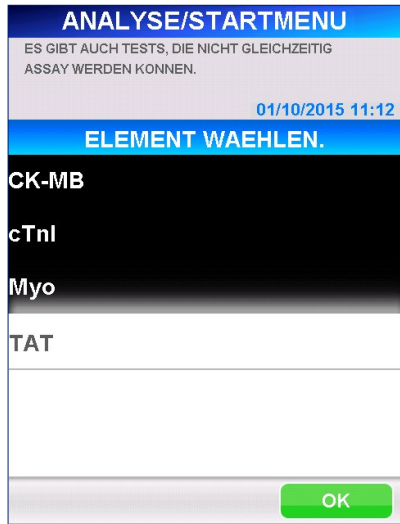 ANALYSE/STARTMENU
ES GIBT AUCH TESTS, DIE NICHT GLEICHZEITIG
ASSAY WERDEN KONNEN.
01/10/2015 11:12
ELEMENT WAEHLEN.
CK-MB
cTnI
Myo
TAT
OK